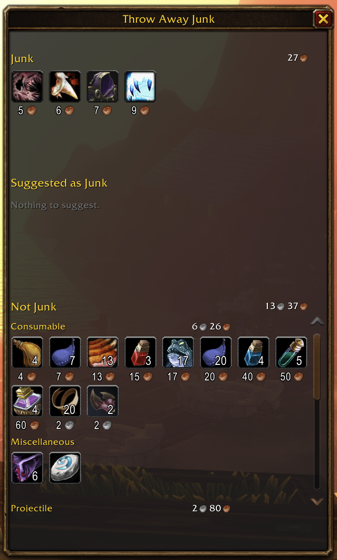 Throw Away Junk
Junk 27
5 6 7 9
Suggested as Junk
Nothing to suggest.
Not Junk 13 37
Consumable 6 26
4 7 13 3 17 20 4 5
4 7 13 15 17 20 40 50
4 20 2
60 2 2
Miscellaneous
6
Projectile 2 80